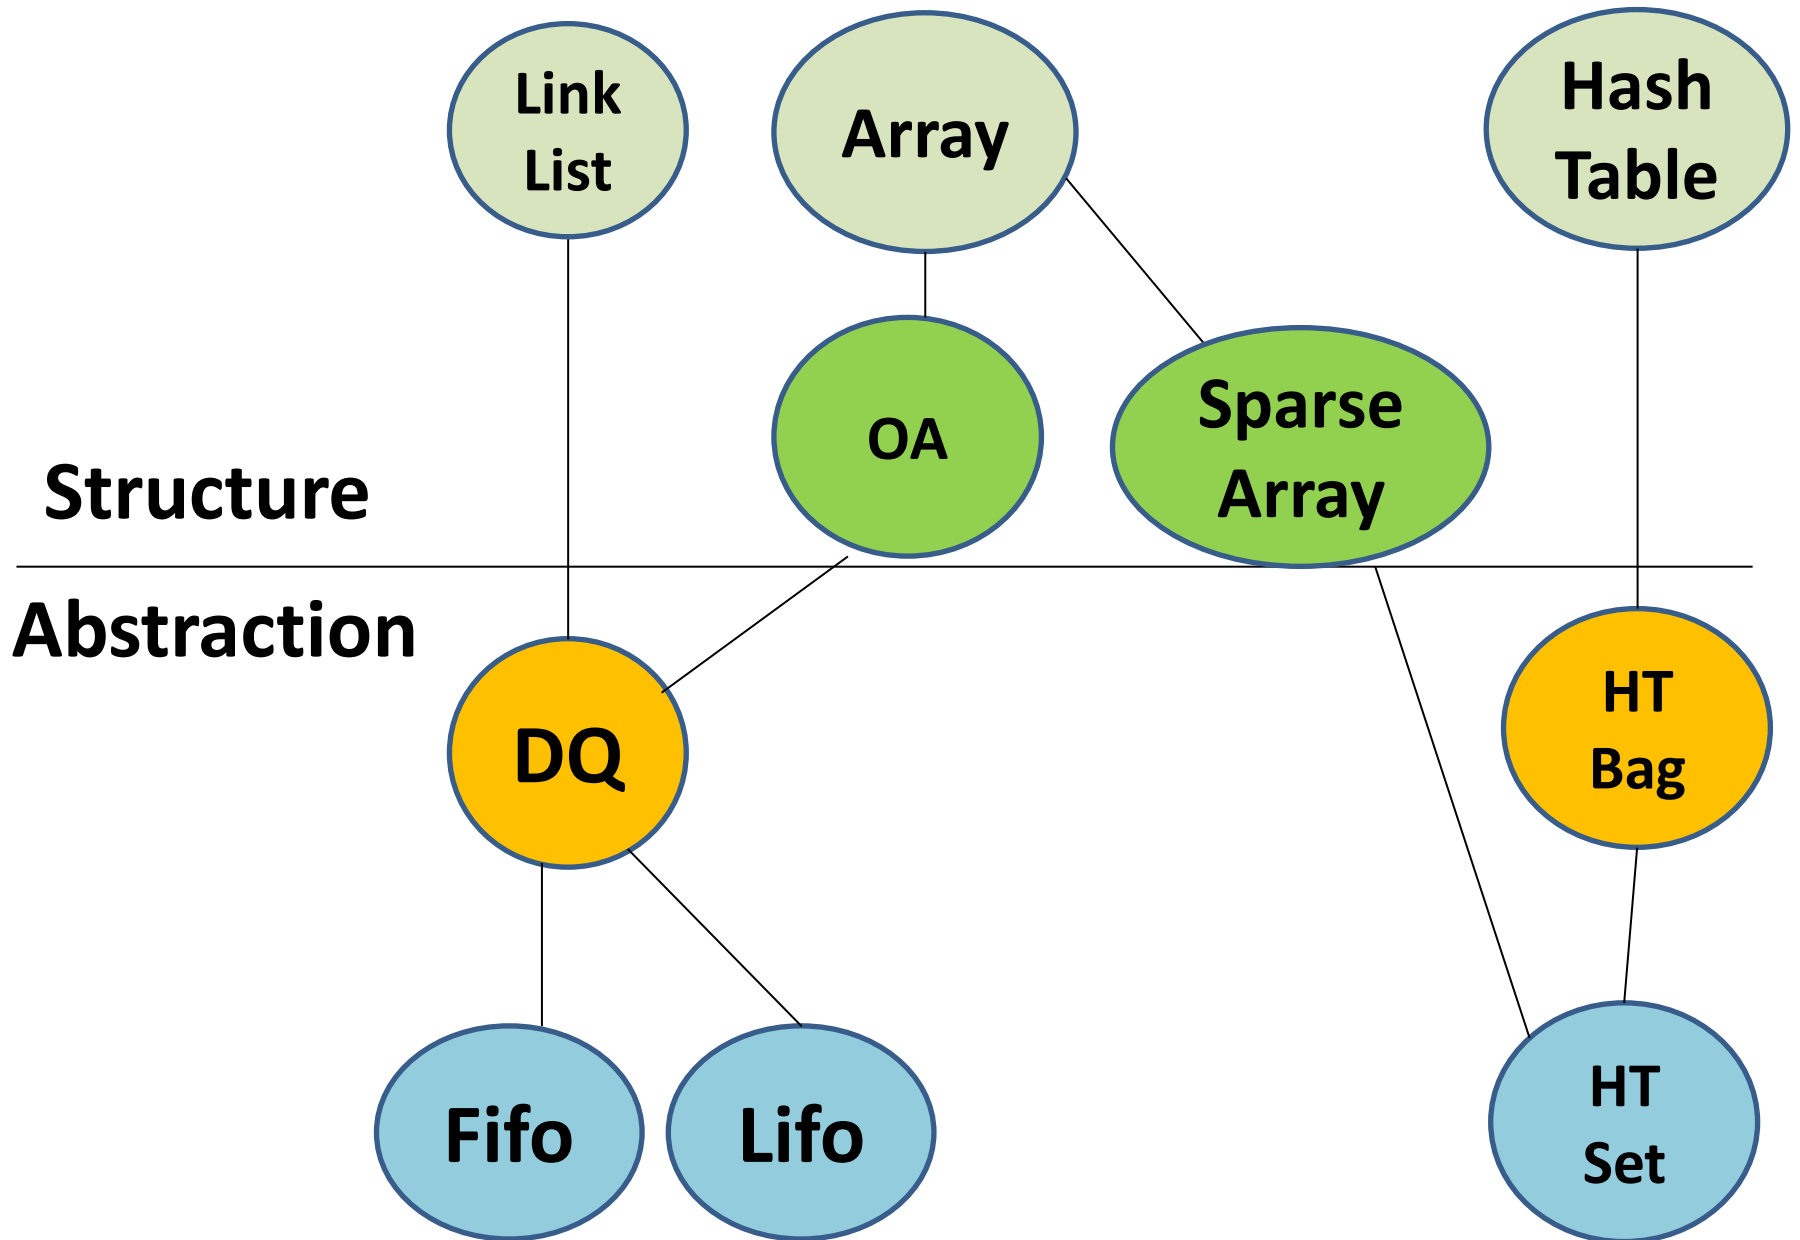 Link
List
Array
Hash
Table
OA
Sparse
Array
Structure
Abstraction
DQ
HT
Bag
Fifo
Lifo
HT
Set